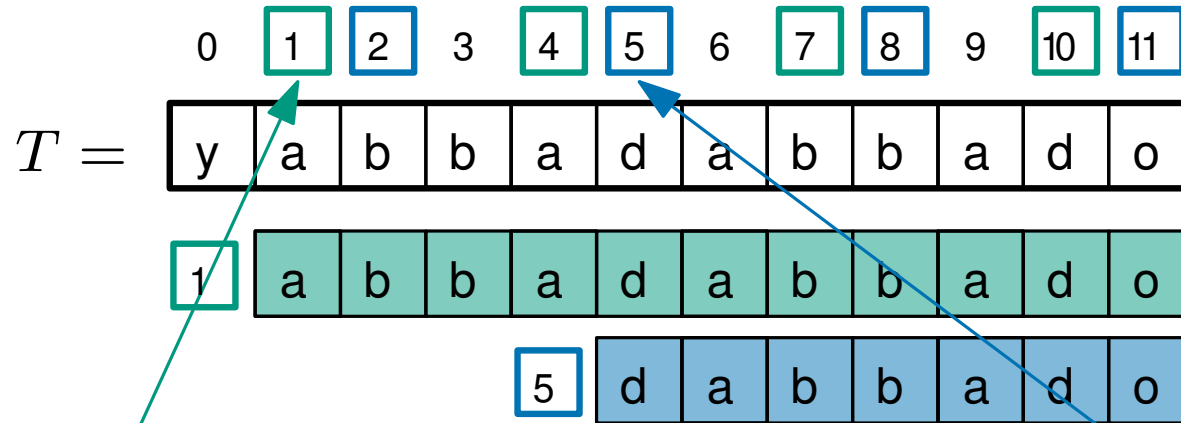 0 1 2 3 4 5 6 7 8 9 10 11
T = y a b b a d a b b a d o
1 a b b a d a b b a d o
5 d a b b a d o